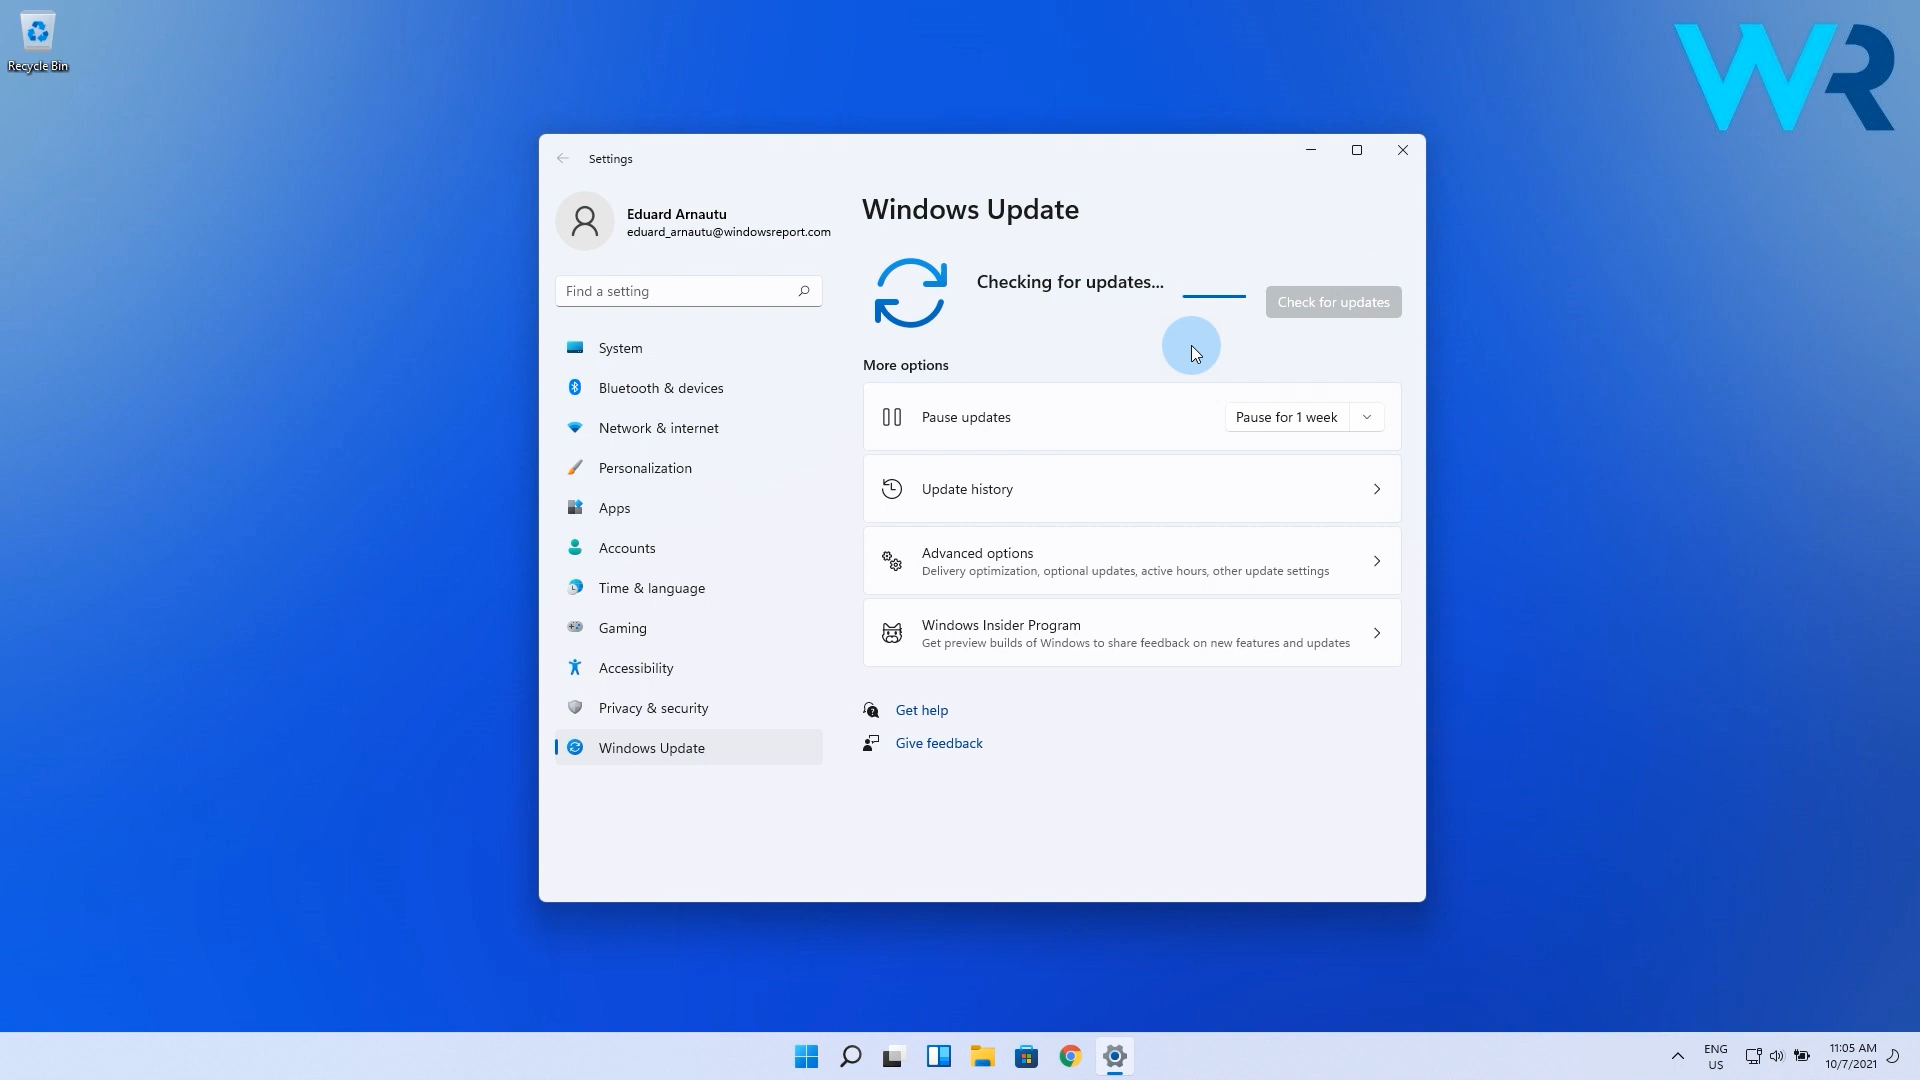 Recycle Bin
WR
Settings
Eduard Arnautu
eduard_arnautu@windowsreport.com
Find a setting
System
Bluetooth & devices
Network & internet
Personalization
Apps
Accounts
Time & language
Gaming
Accessibility
Privacy & security
Windows Update
Windows Update
Checking for updates...
Check for updates
More options
Pause updates
Pause for 1 week
Update history
Advanced options
Delivery optimization, optional updates, active hours, other update settings
Windows Insider Program
Get preview builds of Windows to share feedback on new features and updates
Get help
Give feedback
ENG
US
11:05 AM
10/7/2021